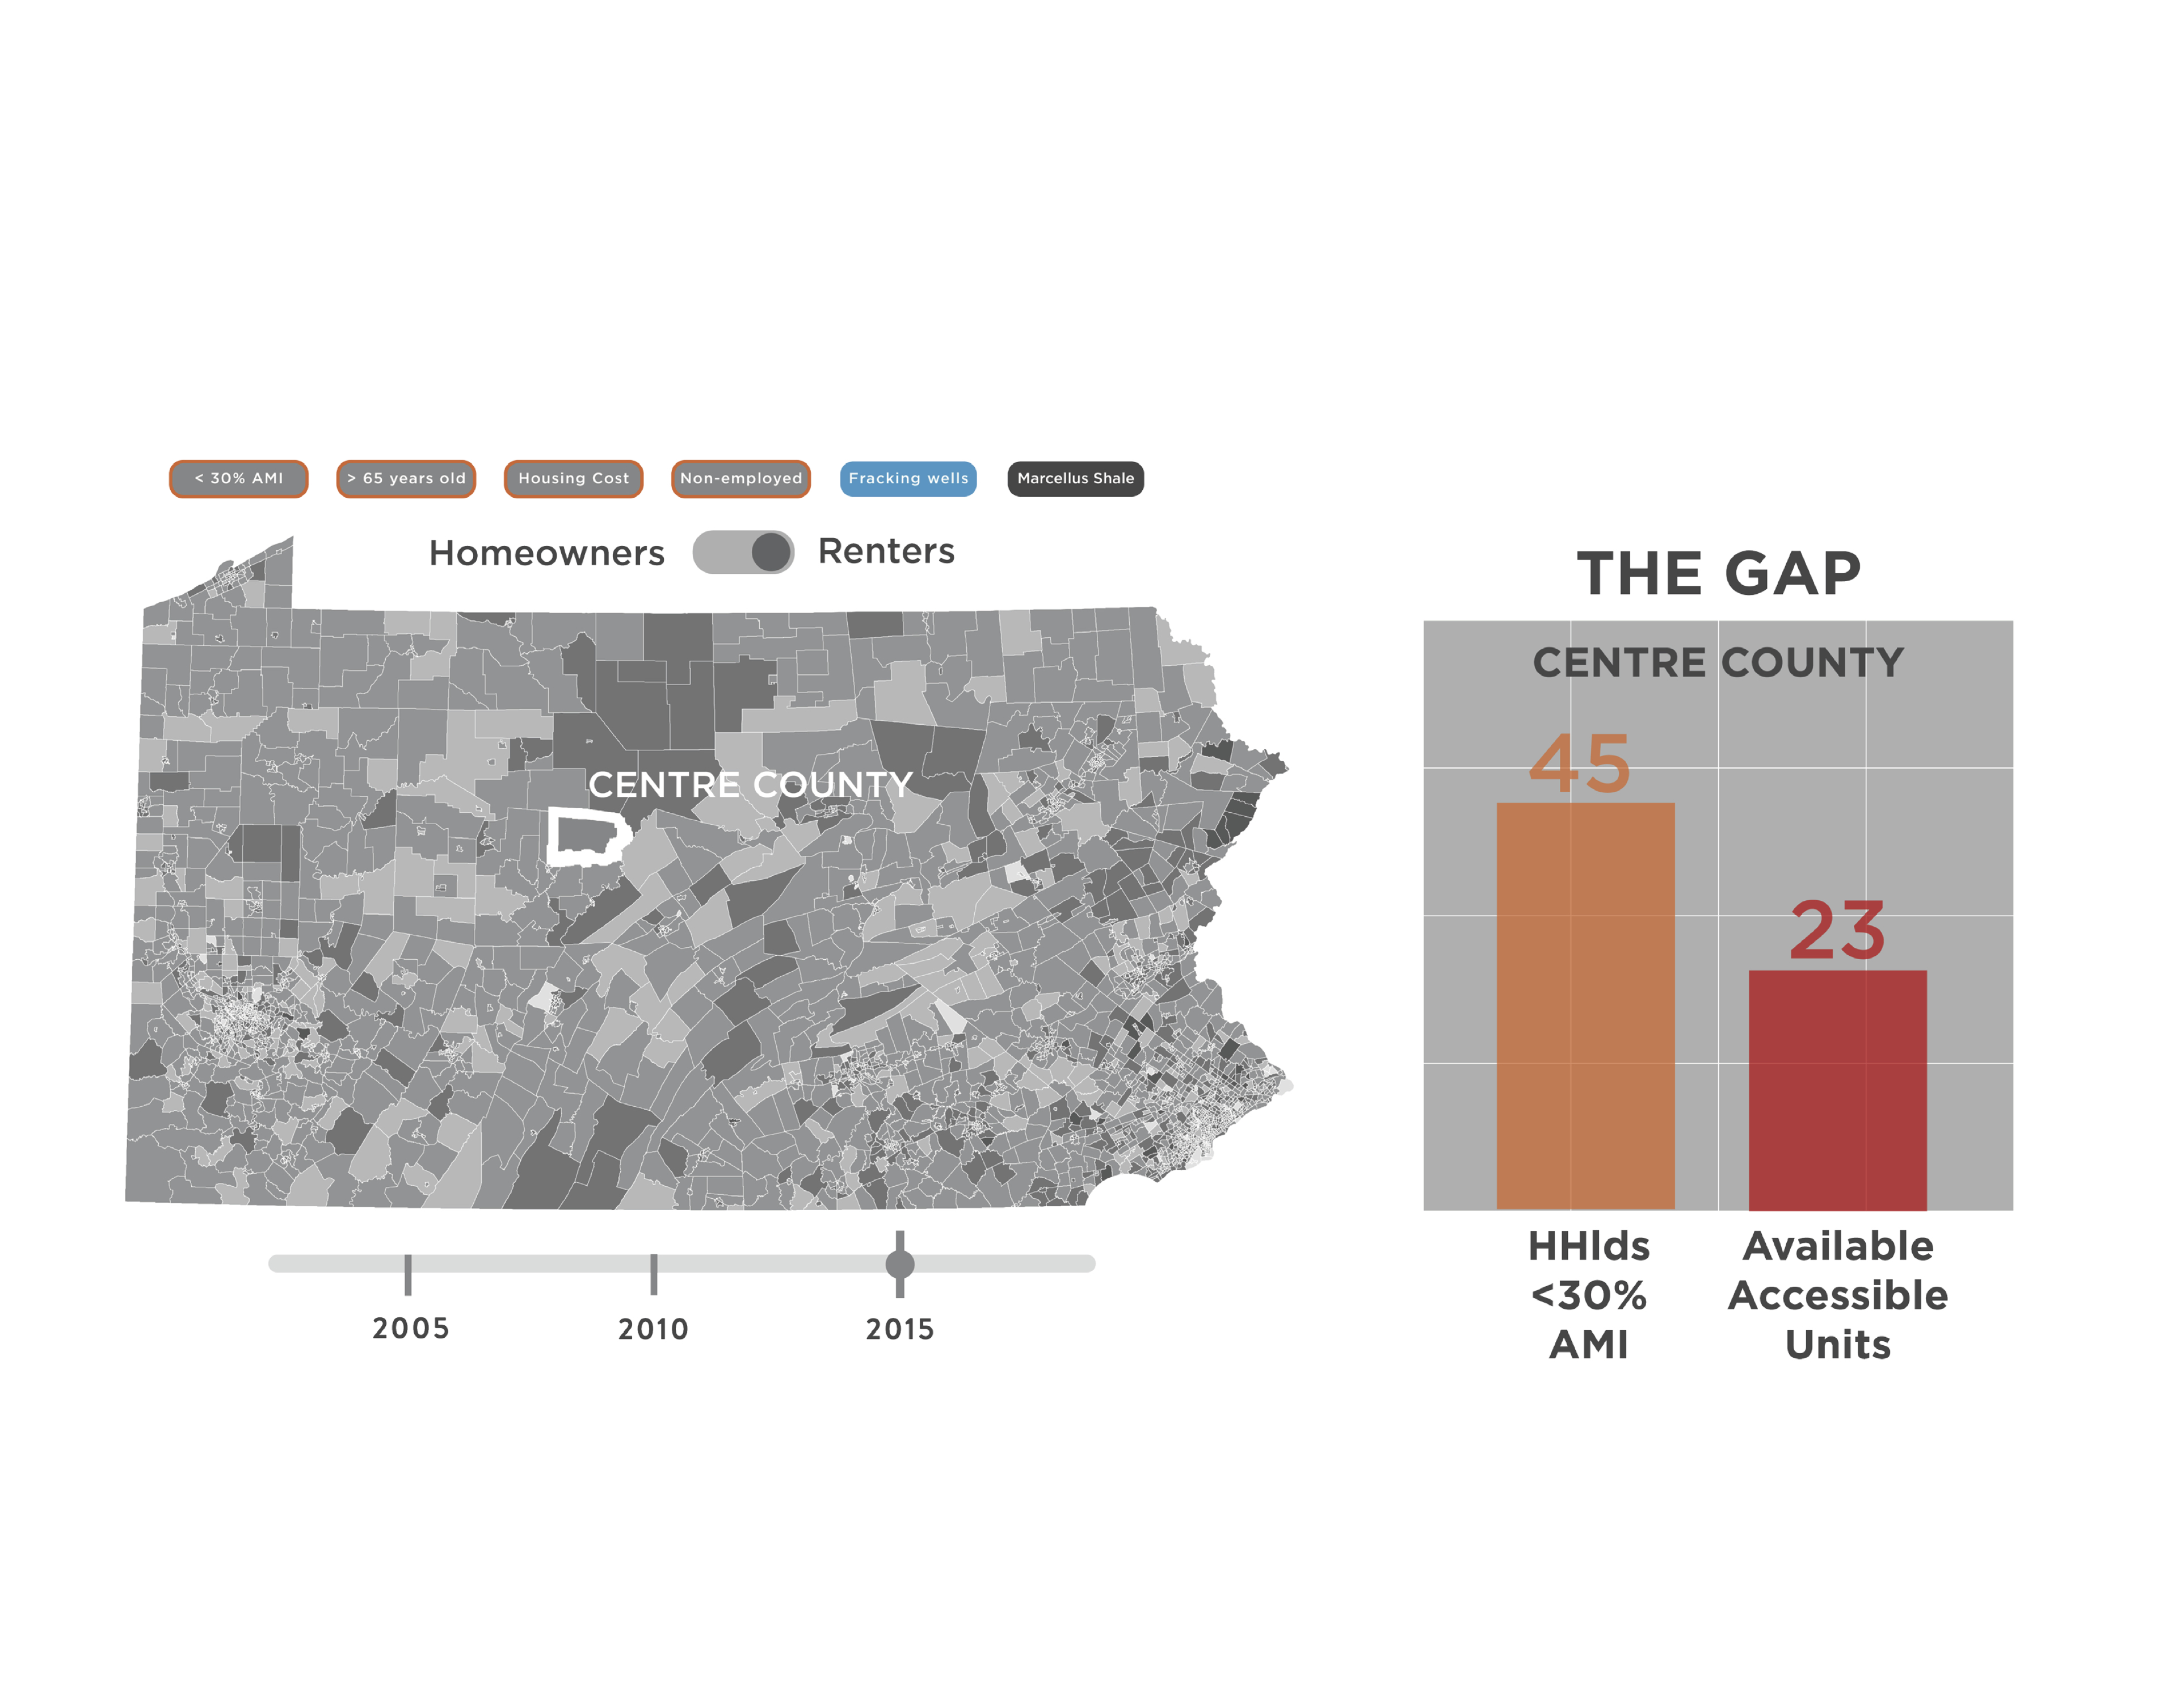 < 30% AMI
> 65 years old
Housing Cost
Non-employed
Fracking wells
Marcellus Shale
Homeowners
Renters
CENTRE COUNTY
2005
2010
2015
THE GAP
CENTRE COUNTY
45
23
HHlds
<30%
AMI
Available
Accessible
Units